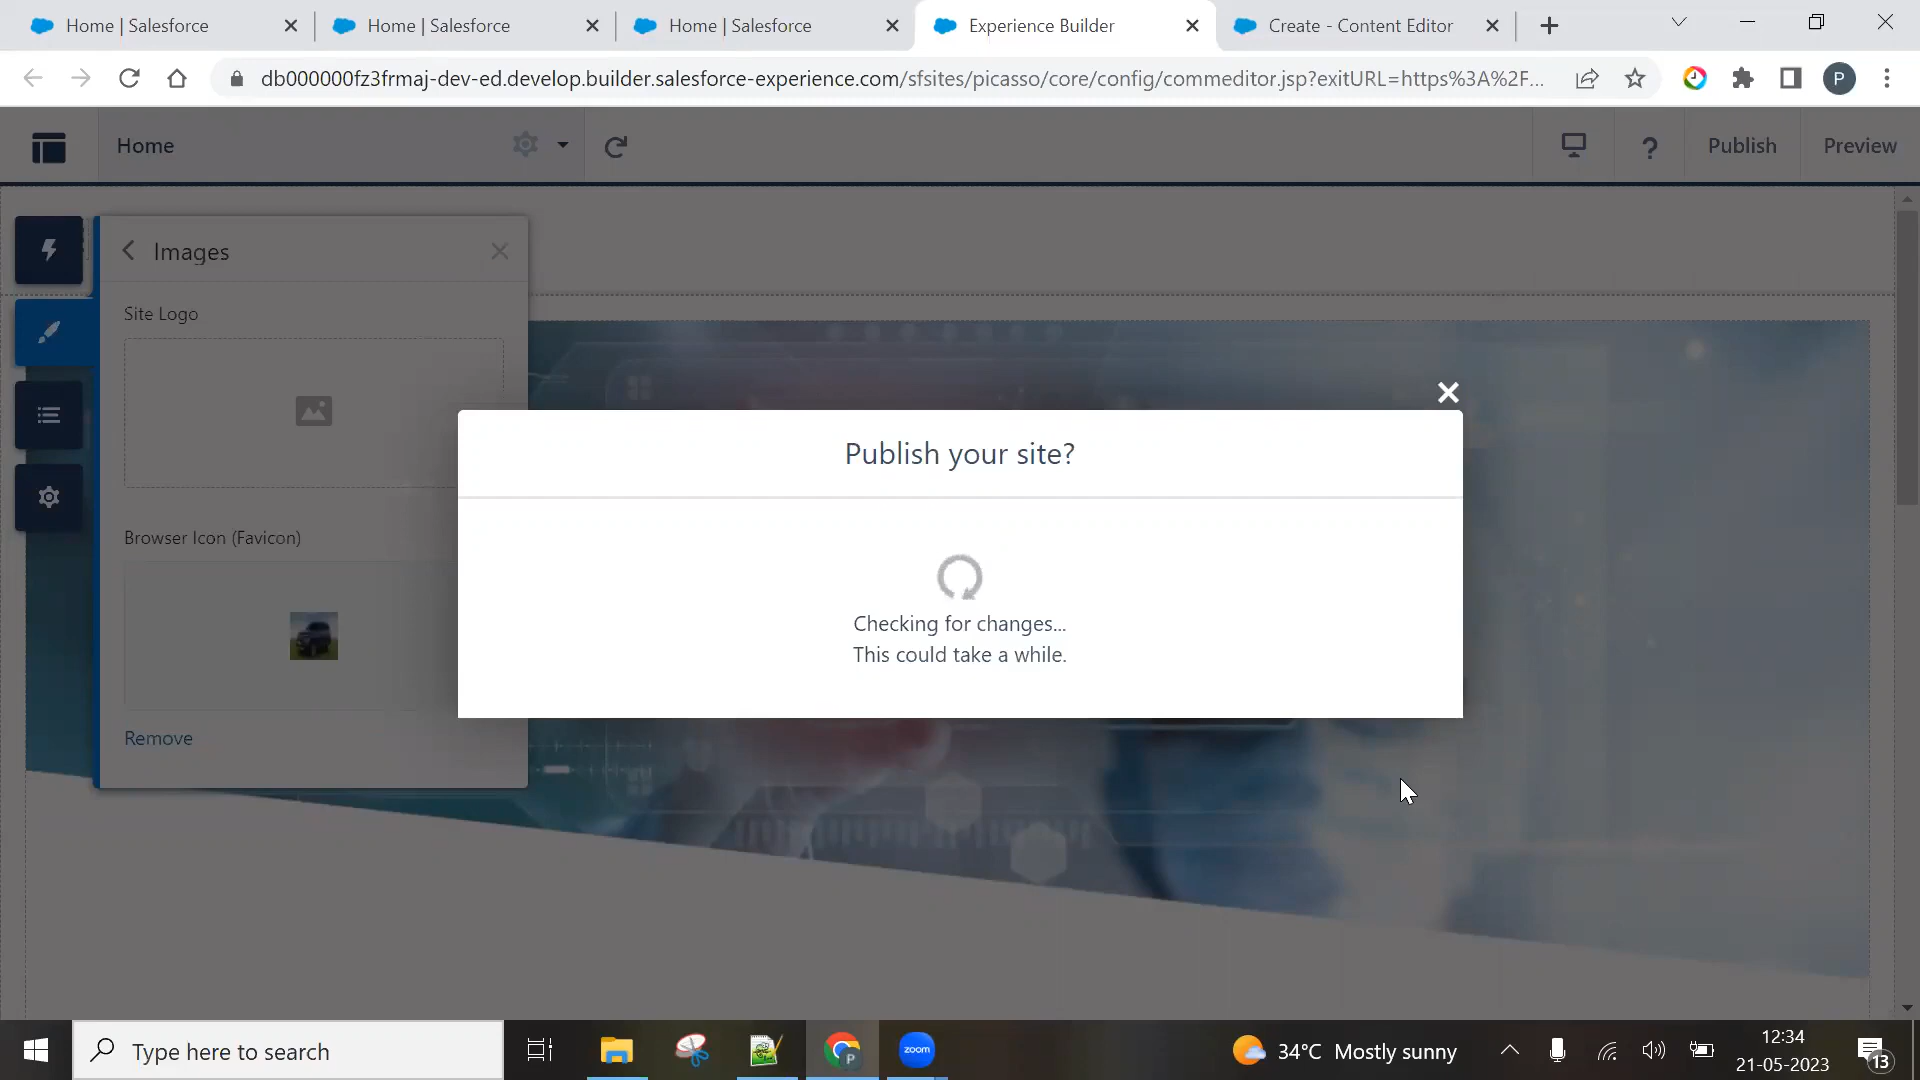 Home | Salesforce
Home | Salesforce
Home | Salesforce
Experience Builder
Create - Content Editor
db000000fz3frmaj-dev-ed.develop.builder.salesforce-experience.com/sfsites/picasso/core/config/commeditor.jsp?exitURL=https%3A%2F...
P
Home
?
Publish
Preview
Images
Site Logo
Browser Icon (Favicon)
Remove
Publish your site?
Checking for changes...
This could take a while.
Type here to search
P
zoom
34°C Mostly sunny
12:34
21-05-2023
13